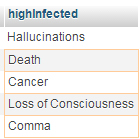 highInfected
Hallucinations
Death
Cancer
Loss of Consciousness
Comma